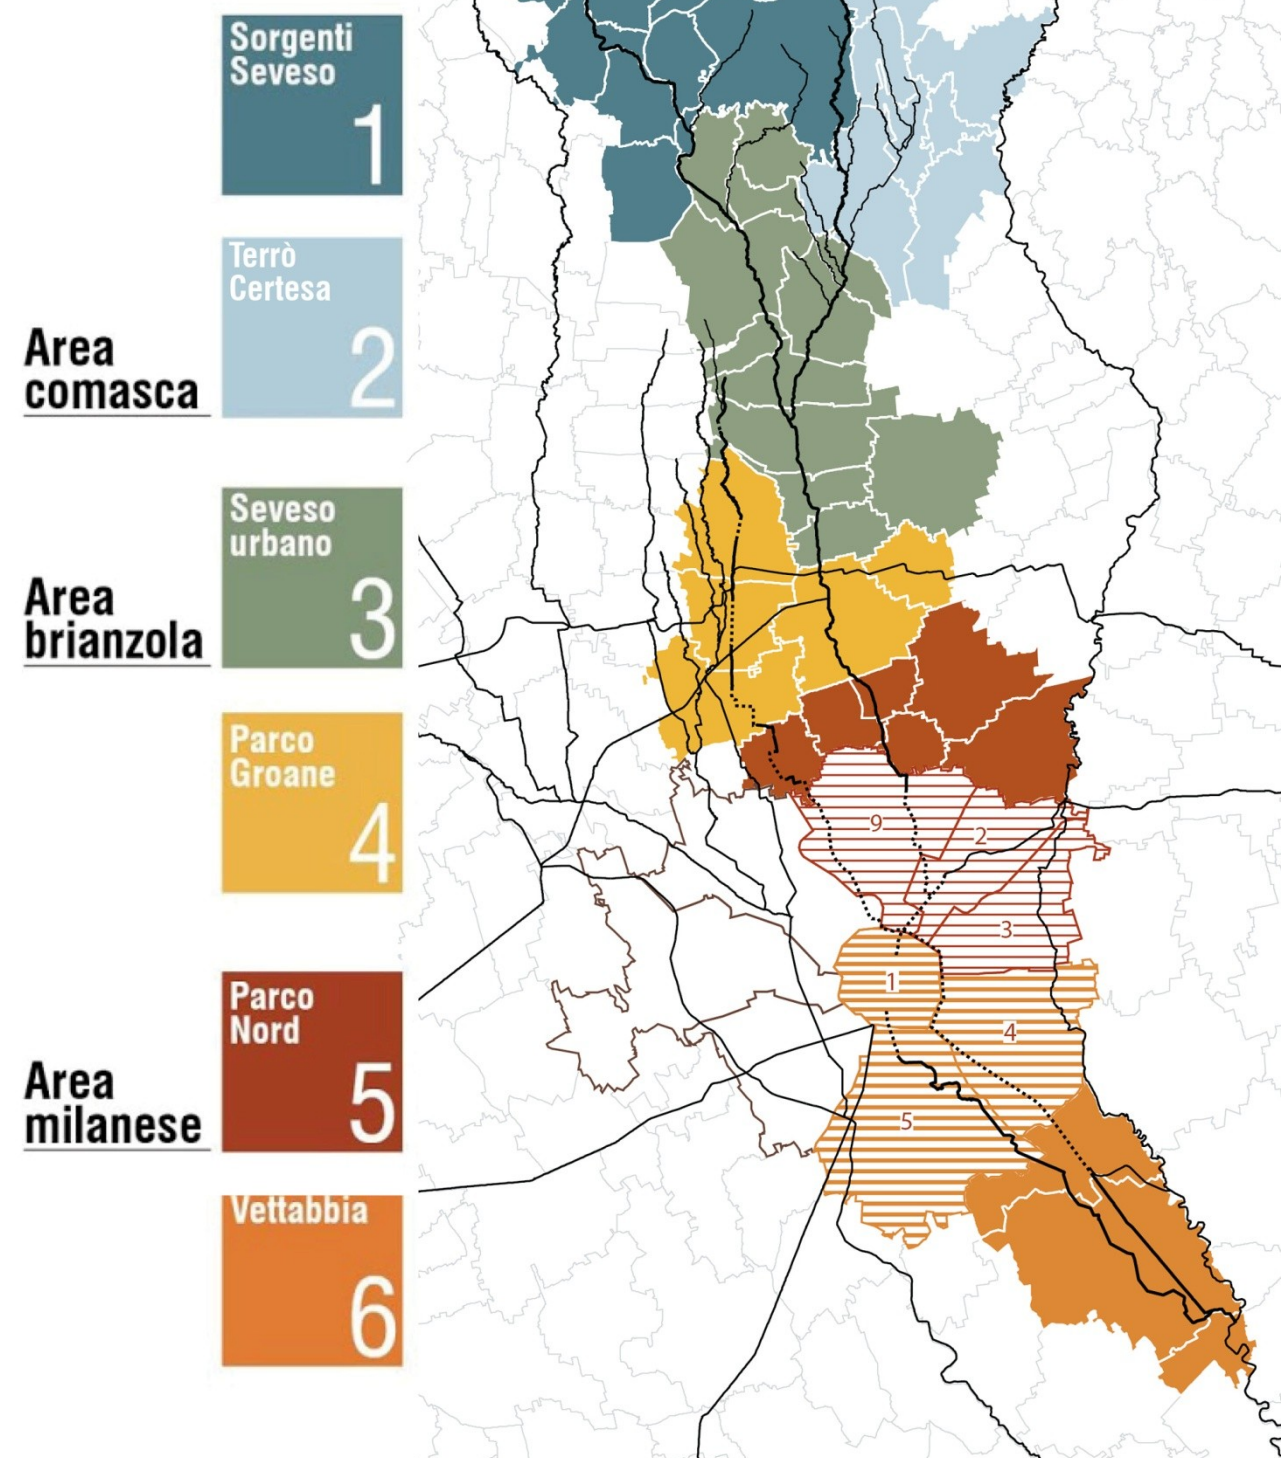 Sorgenti
Seveso
1
Terrò
Certesa
2
Area
comasca
Seveso
urbano
3
Area
brianzola
Parco
Groane
4
Parco
Nord
5
Area
milanese
Vettabbia
6
9
2
3
1
4
5